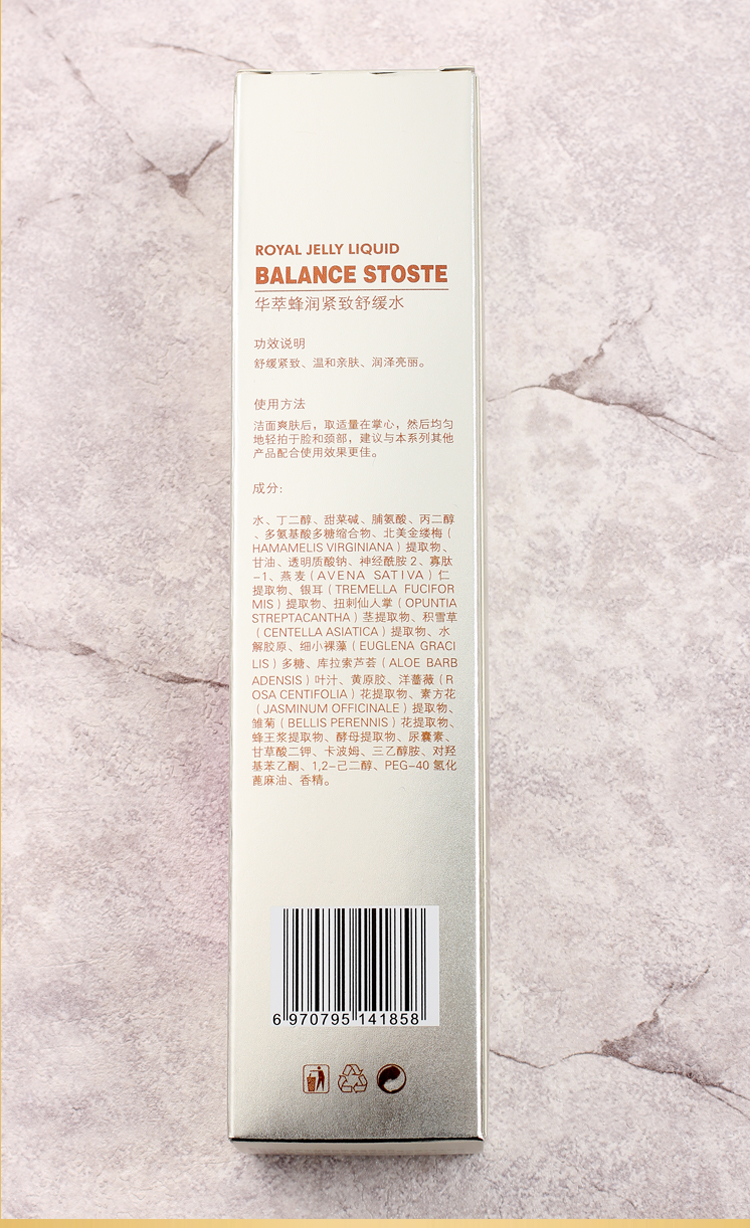 ROYAL JELLY LIQUID
BALANCE STOSTE
华萃蜂润紧致舒缓水
功效说明
舒缓紧致、温和亲肤、润泽亮丽。
使用方法
洁面爽肤后，取适量在掌心，然后均匀
地轻拍于脸和颈部，建议与本系列其他
产品配合使用效果更佳。
成分:
水、丁二醇、甜菜碱、脯氨酸、丙二醇
、多氨基酸多糖缩合物、北美金缕梅（
HAMAMELIS VIRGINIANA）提取物、
甘油、透明质酸钠、神经酰胺 2、寡肽
-1、燕麦（AVENA SATIVA）仁
提取物、银耳（TREMELLA FUCIFOR
MIS）提取物、扭刺仙人掌（OPUNTIA
STREPTACANTHA）茎提取物、积雪草
（CENTELLA ASIATICA）提取物、水
解胶原、细小裸藻（EUGLENA GRACI
LIS）多糖、库拉索芦荟（ALOE BARB
ADENSIS）叶汁、黄原胶、洋蔷薇（R
OSA CENTIFOLIA）花提取物、素方花
（JASMINUM OFFICINALE）提取物、
雏菊（BELLIS PERENNIS）花提取物、
蜂王浆提取物、酵母提取物、尿囊素、
甘草酸二钾、卡波姆、三乙醇胺、对羟
基苯乙酮、1,2-己二醇、PEG-40 氢化
蓖麻油、香精。
6 970795 141858